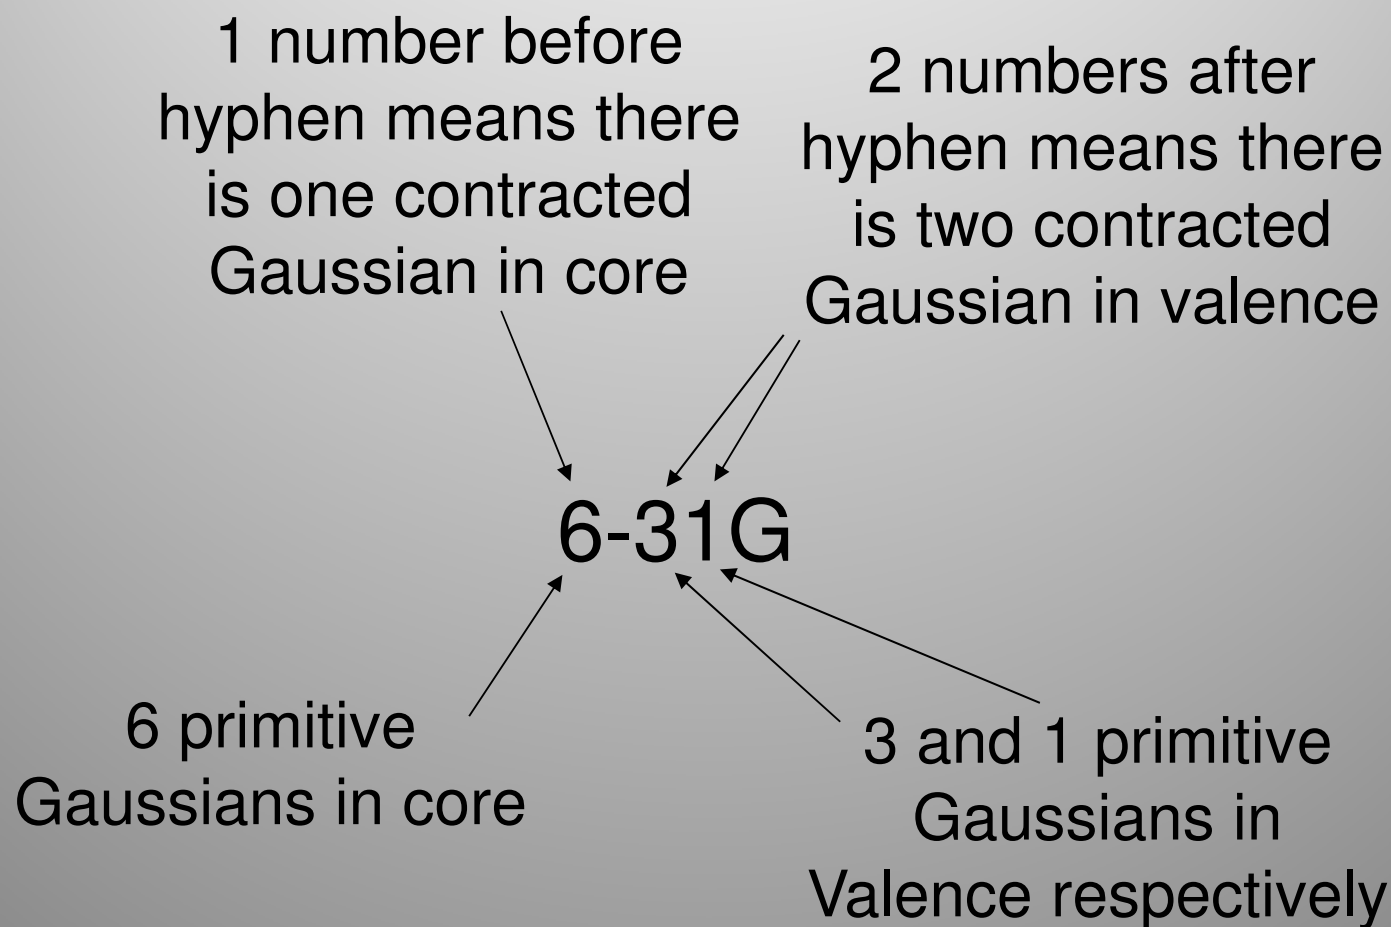 1 number before
hyphen means there
is one contracted
Gaussian in core
2 numbers after
hyphen means there
is two contracted
Gaussian in valence
6-31G
6 primitive
Gaussians in core
3 and 1 primitive
Gaussians in
Valence respectively